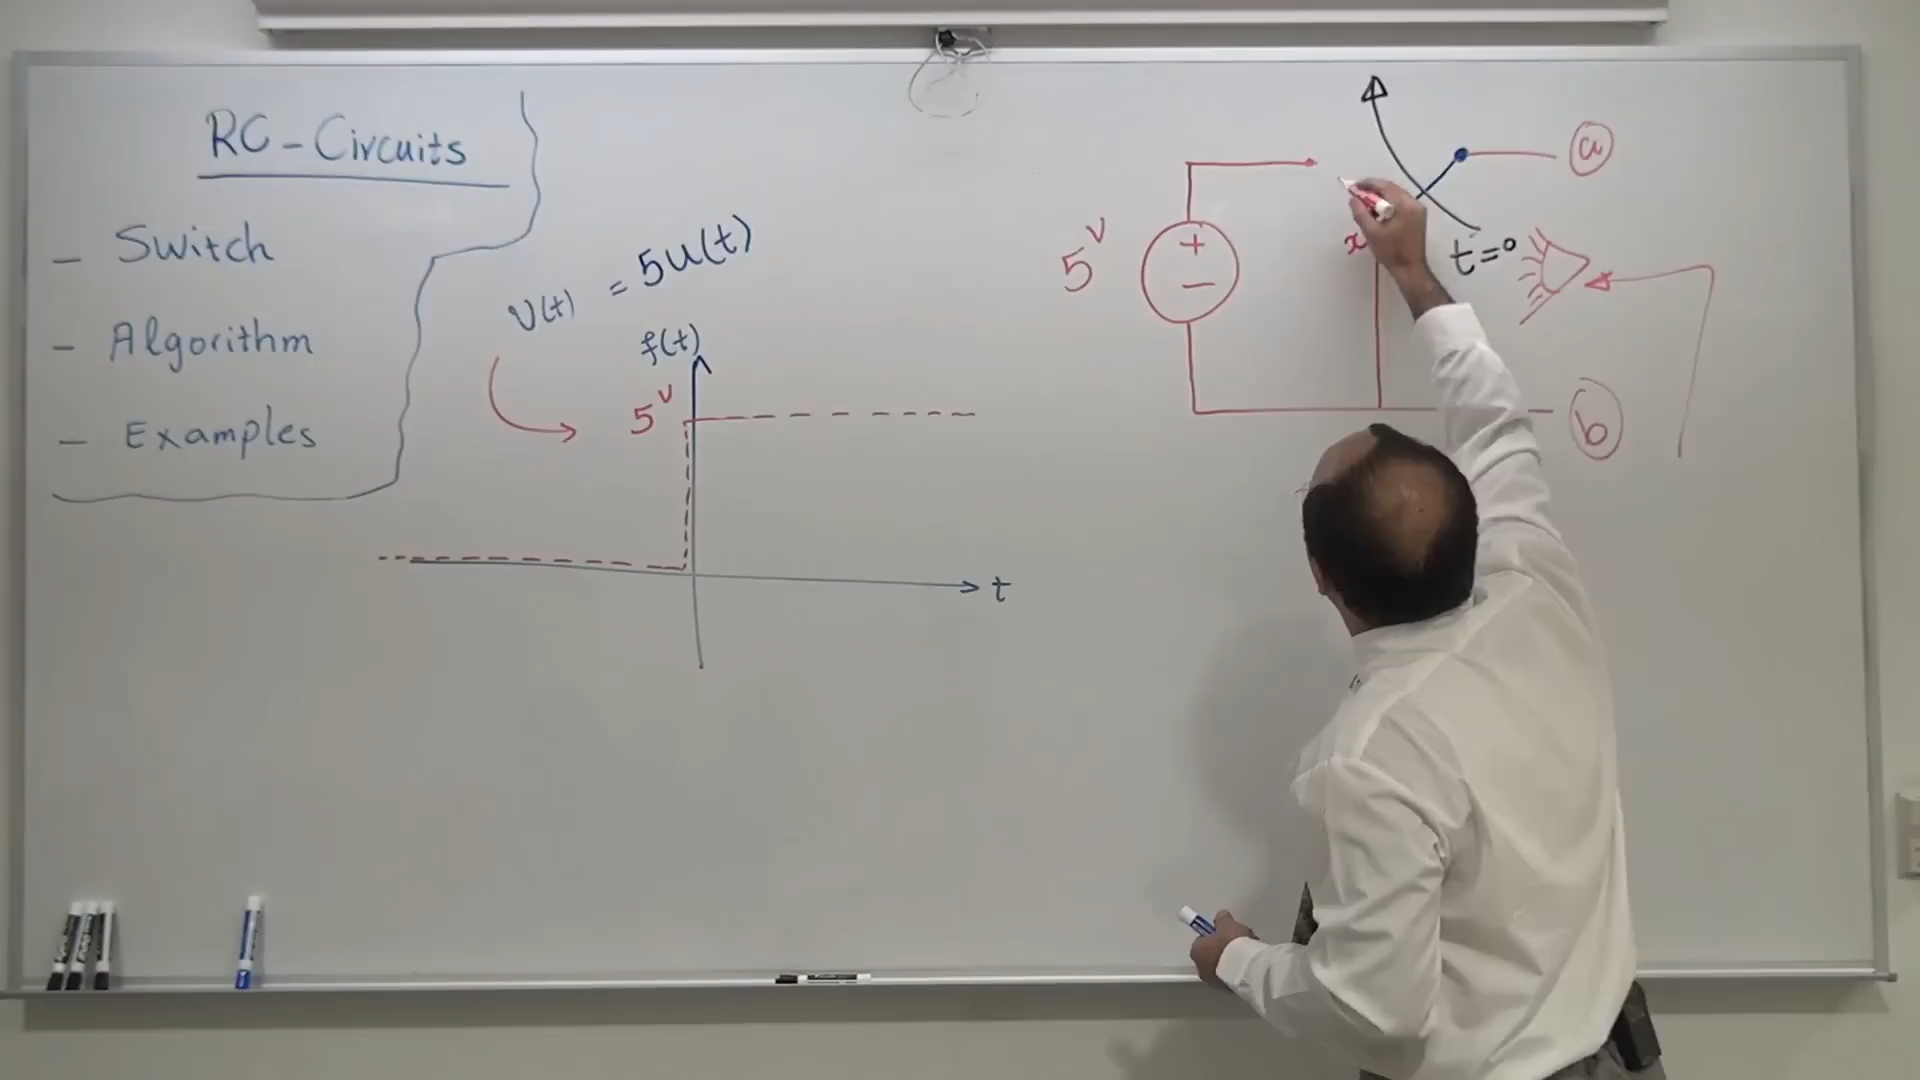 RC-Circuits
- Switch
- Algorithm
- Examples
V(t) = 5u(t)
f(t)
5V
t
5V
+
-
x
t=0
a
b